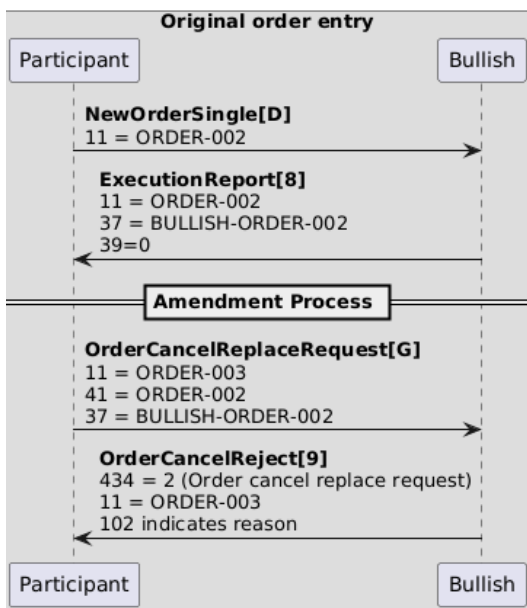 Original order entry
Participant
Bullish
NewOrderSingle[D]
11 = ORDER-002
ExecutionReport[8]
11 = ORDER-002
37 = BULLISH-ORDER-002
39=0
Amendment Process
OrderCancelReplaceRequest[G]
11 = ORDER-003
41 = ORDER-002
37 = BULLISH-ORDER-002
OrderCancelReject[9]
434 = 2 (Order cancel replace request)
11 = ORDER-003
102 indicates reason
Participant
Bullish